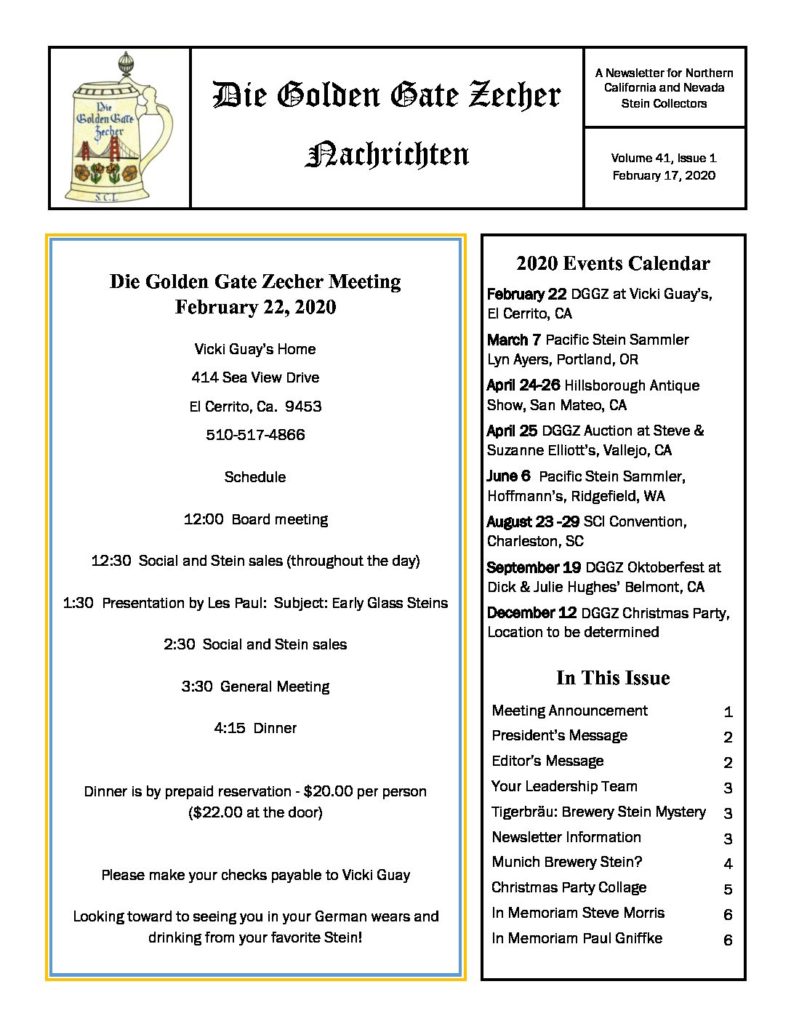 Die
Golden Gate
Zecher
S.C.I.
Die Golden Gate Zecher
Nachrichten
A Newsletter for Northern
California and Nevada
Stein Collectors
Volume 41, Issue 1
February 17, 2020
Die Golden Gate Zecher Meeting
February 22, 2020
Vicki Guay's Home
414 Sea View Drive
El Cerrito, Ca. 9453
510-517-4866
Schedule
12:00 Board meeting
12:30 Social and Stein sales (throughout the day)
1:30 Presentation by Les Paul: Subject: Early Glass Steins
2:30 Social and Stein sales
3:30 General Meeting
4:15 Dinner
Dinner is by prepaid reservation - $20.00 per person
($22.00 at the door)
Please make your checks payable to Vicki Guay
Looking toward to seeing you in your German wears and
drinking from your favorite Stein!
2020 Events Calendar
February 22 DGGZ at Vicki Guay's,
El Cerrito, CA
March 7 Pacific Stein Sammler
Lyn Ayers, Portland, OR
April 24-26 Hillsborough Antique
Show, San Mateo, CA
April 25 DGGZ Auction at Steve &
Suzanne Elliott's, Vallejo, CA
June 6 Pacific Stein Sammler,
Hoffmann's, Ridgefield, WA
August 23 -29 SCI Convention,
Charleston, SC
September 19 DGGZ Oktoberfest at
Dick & Julie Hughes' Belmont, CA
December 12 DGGZ Christmas Party,
Location to be determined
In This Issue
Meeting Announcement 1
President's Message 2
Editor's Message 2
Your Leadership Team 3
Tigerbräu: Brewery Stein Mystery 3
Newsletter Information 3
Munich Brewery Stein? 4
Christmas Party Collage 5
In Memoriam Steve Morris 6
In Memoriam Paul Gniffke 6